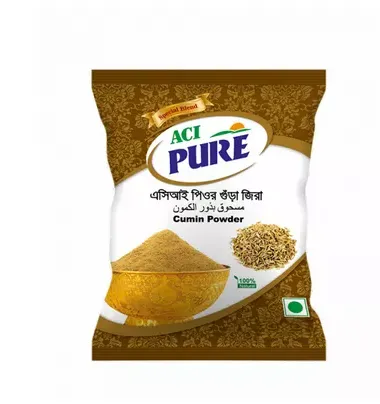 Special Blend
ACI
PURE
এসিআই পিওর গুঁড়া জিরা
مسحوق بذور الكمون
Cumin Powder
100%
Natural